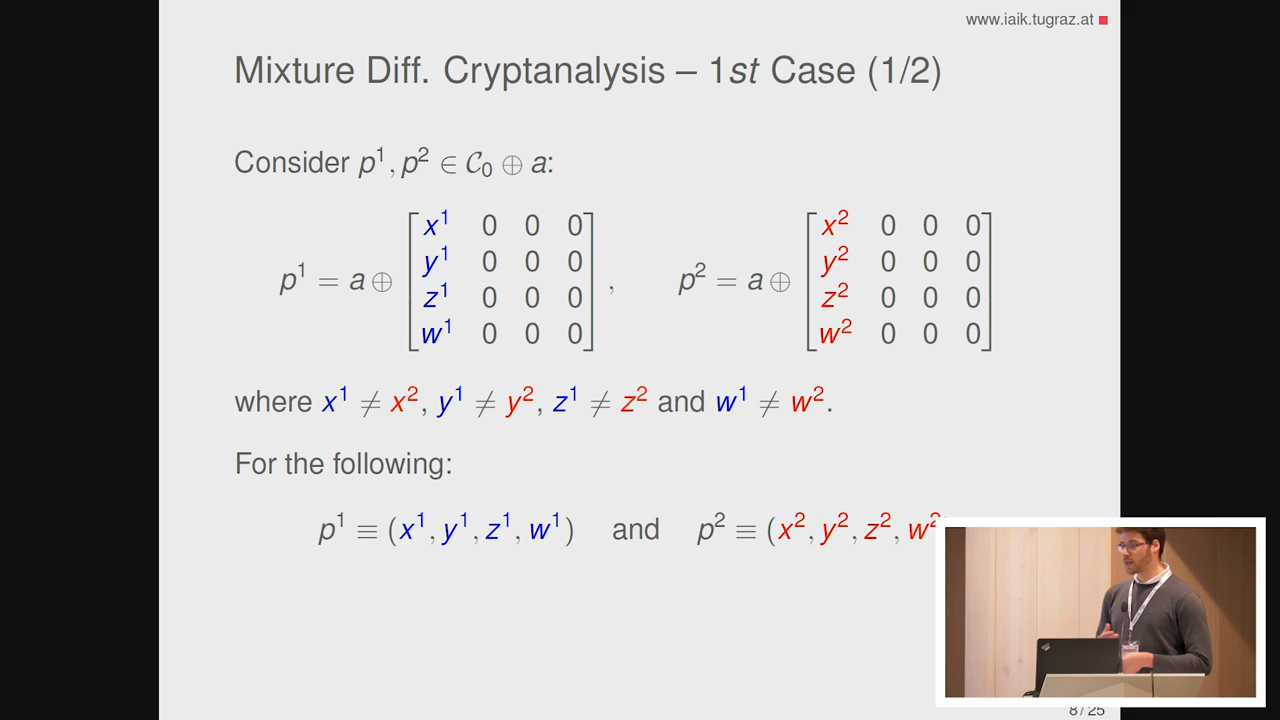 www.iaik.tugraz.at
Mixture Diff. Cryptanalysis – 1st Case (1/2)
Consider p¹, p² ∈ 𝒞₀ ⊕ a:
p¹ = a ⊕ [x¹ 0 0 0; y¹ 0 0 0; z¹ 0 0 0; w¹ 0 0 0], p² = a ⊕ [x² 0 0 0; y² 0 0 0; z² 0 0 0; w² 0 0 0]
where x¹ ≠ x², y¹ ≠ y², z¹ ≠ z² and w¹ ≠ w².
For the following:
p¹ ≡ (x¹, y¹, z¹, w¹) and p² ≡ (x², y², z², w²
8 / 25